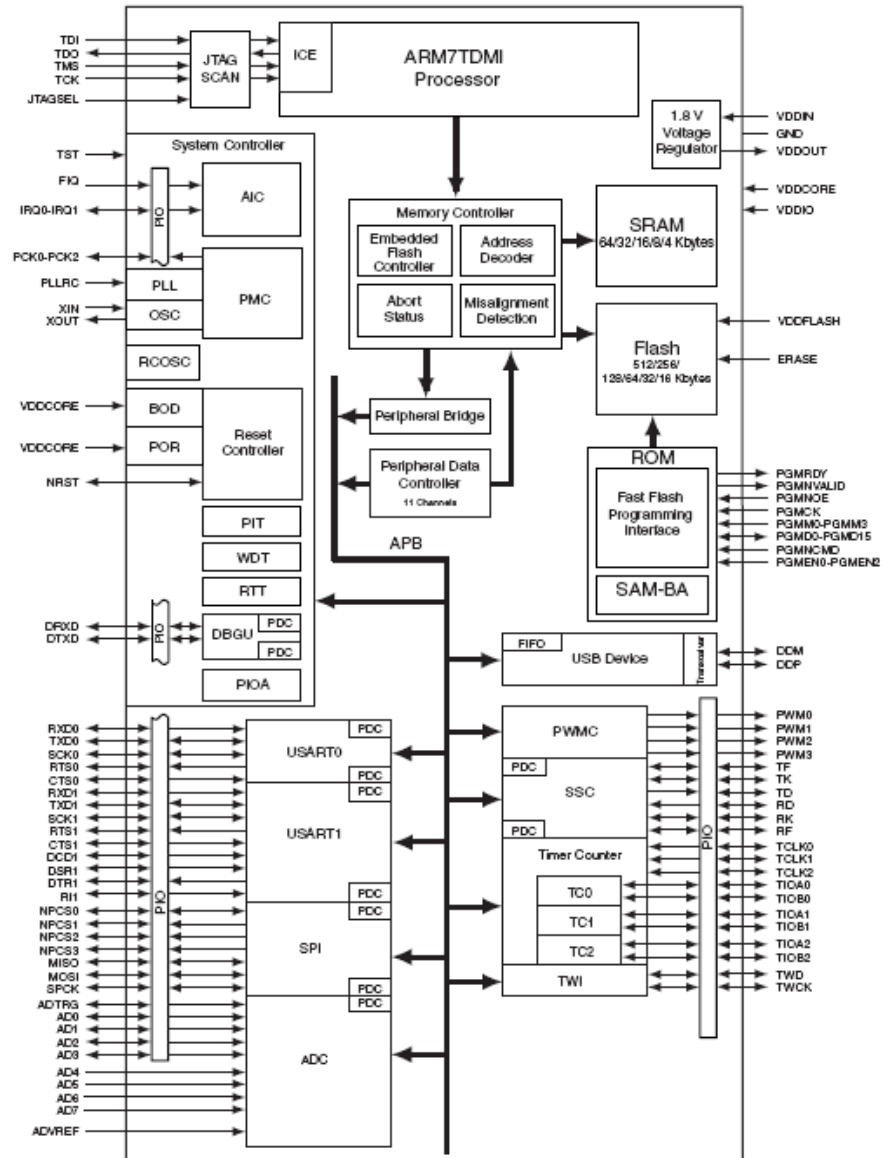 TDI
TDO
TMS
TCK
JTAGSEL
JTAG
SCAN
ICE
ARM7TDMI
Processor
1.8 V
Voltage
Regulator
VDDIN
GND
VDDOUT
VDDCORE
VDDIO
System Controller
TST
FIQ
IRQ0-IRQ1
PIO
AIC
PCK0-PCK2
PLLRC
XIN
XOUT
PLL
OSC
PMC
RCOSC
VDDCORE
VDDCORE
NRST
BOD
POR
Reset
Controller
PIT
WDT
RTT
DRXD
DTXD
PIO
DBGU
PDC
PDC
PIOA
Memory Controller
Embedded
Flash
Controller
Address
Decoder
Abort
Status
Misalignment
Detection
SRAM
64/32/16/8/4 Kbytes
Flash
512/256/
128/64/32/16 Kbytes
VDDFLASH
ERASE
Peripheral Bridge
Peripheral Data
Controller
11 Channels
APB
ROM
Fast Flash
Programming
Interface
SAM-BA
PGMRDY
PGMNVALID
PGMNOE
PGMCK
PGMM0-PGMM3
PGMD0-PGMD15
PGMNCMD
PGMEN0-PGMEN2
FIFO
USB Device
Transceiver
DDM
DDP
RXD0
TXD0
SCK0
RTS0
CTS0
RXD1
TXD1
SCK1
RTS1
CTS1
DCD1
DSR1
DTR1
RI1
NPCS0
NPCS1
NPCS2
NPCS3
MISO
MOSI
SPCK
ADTRG
AD0
AD1
AD2
AD3
AD4
AD5
AD6
AD7
ADVREF
PIO
PDC
USART0
PDC
PDC
USART1
PDC
PDC
SPI
PDC
PDC
ADC
PWMC
PDC
SSC
PDC
Timer Counter
TC0
TC1
TC2
TWI
PIO
PWM0
PWM1
PWM2
PWM3
TF
TK
TD
RD
RK
RF
TCLK0
TCLK1
TCLK2
TIOA0
TIOB0
TIOA1
TIOB1
TIOA2
TIOB2
TWD
TWCK